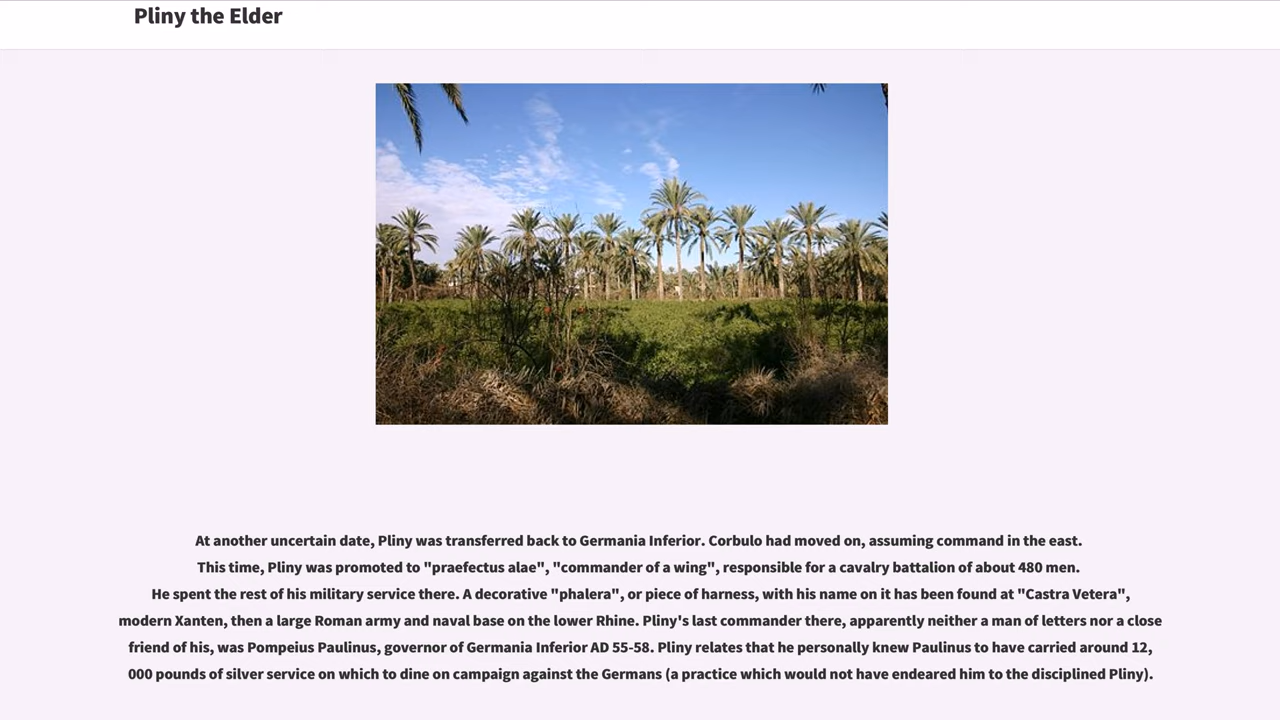 Pliny the Elder
At another uncertain date, Pliny was transferred back to Germania Inferior. Corbulo had moved on, assuming command in the east.
This time, Pliny was promoted to "praefectus alae", "commander of a wing", responsible for a cavalry battalion of about 480 men.
He spent the rest of his military service there. A decorative "phalera", or piece of harness, with his name on it has been found at "Castra Vetera",
modern Xanten, then a large Roman army and naval base on the lower Rhine. Pliny's last commander there, apparently neither a man of letters nor a close
friend of his, was Pompeius Paulinus, governor of Germania Inferior AD 55-58. Pliny relates that he personally knew Paulinus to have carried around 12,
000 pounds of silver service on which to dine on campaign against the Germans (a practice which would not have endeared him to the disciplined Pliny).